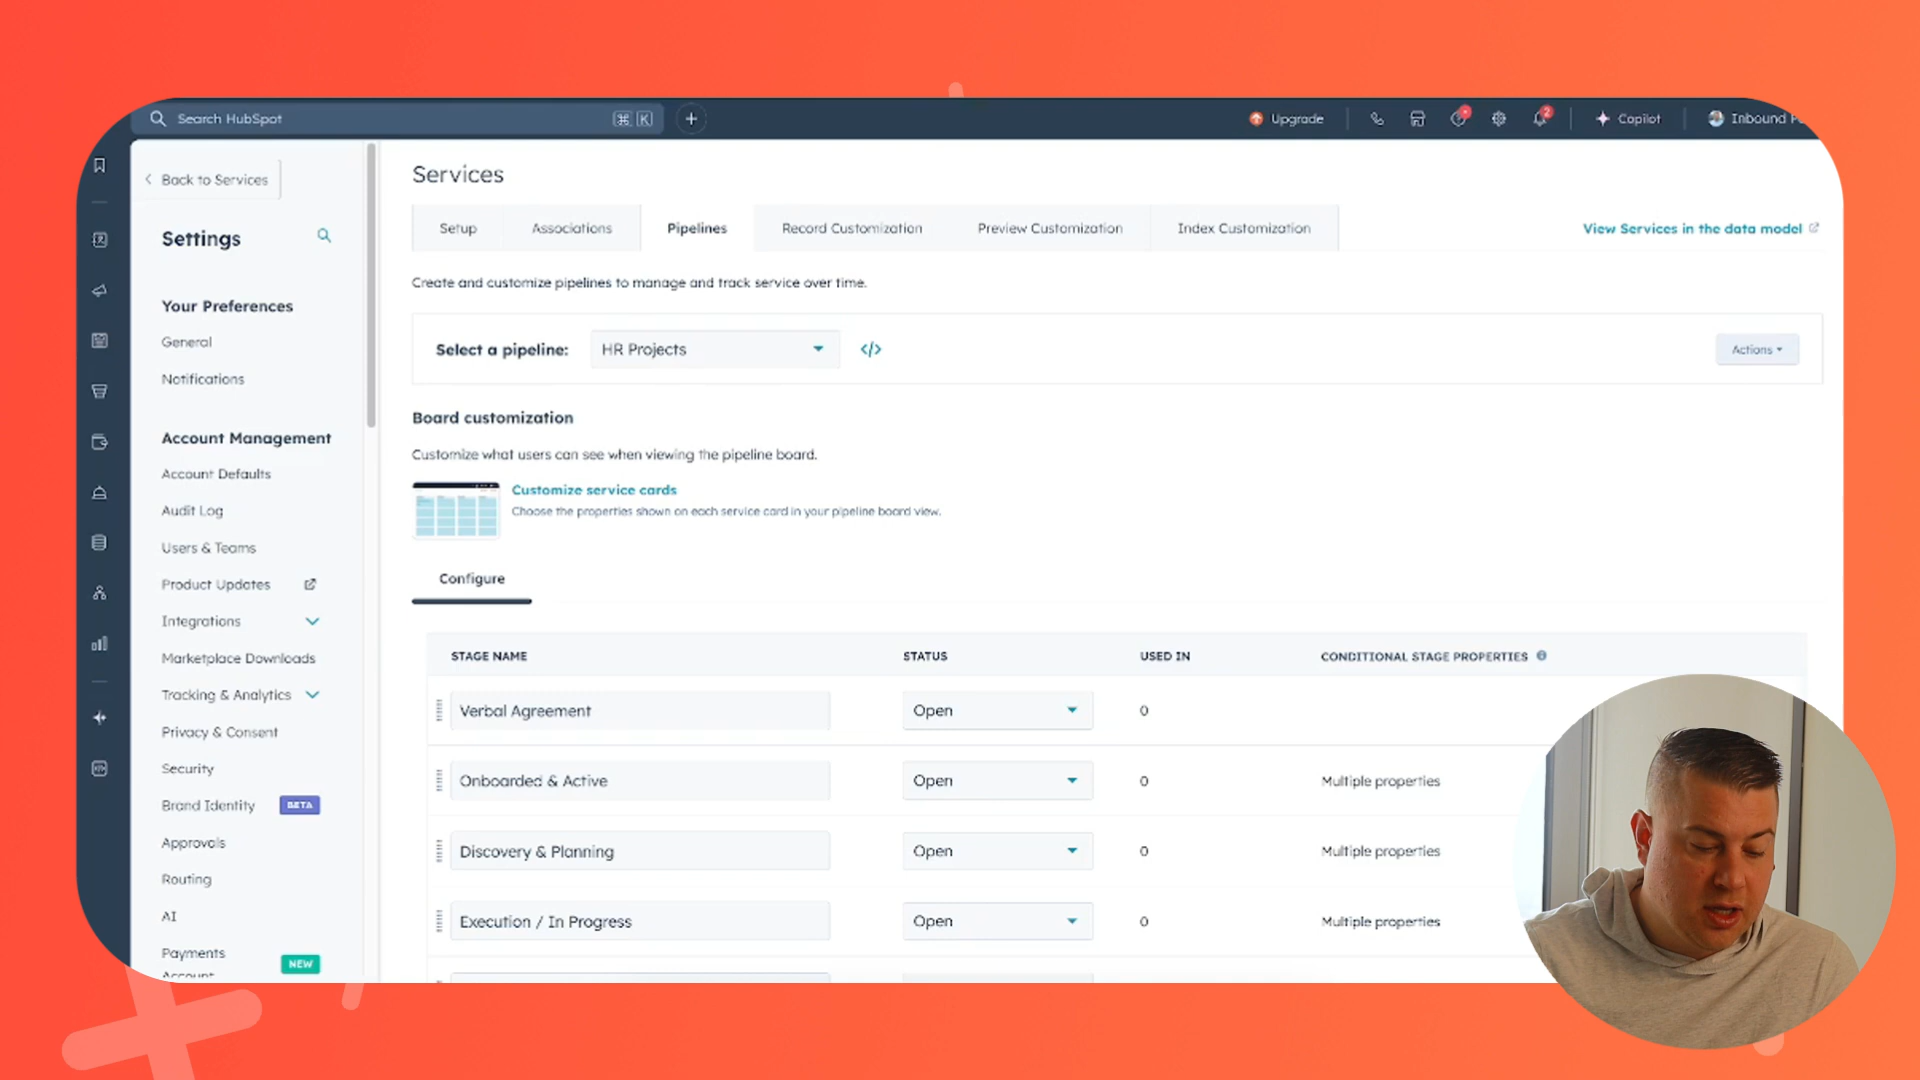 Search HubSpot
⌘ K
Upgrade
2
Copilot
Inbound
Back to Services
Settings
Your Preferences
General
Notifications
Account Management
Account Defaults
Audit Log
Users & Teams
Product Updates
Integrations
Marketplace Downloads
Tracking & Analytics
Privacy & Consent
Security
Brand Identity BETA
Approvals
Routing
AI
Payments
Account
NEW
Services
Setup
Associations
Pipelines
Record Customization
Preview Customization
Index Customization
View Services in the data model
Create and customize pipelines to manage and track service over time.
Select a pipeline:
HR Projects
</>
Actions
Board customization
Customize what users can see when viewing the pipeline board.
Customize service cards
Choose the properties shown on each service card in your pipeline board view.
Configure
STAGE NAME STATUS USED IN CONDITIONAL STAGE PROPERTIES
Verbal Agreement Open 0
Onboarded & Active Open 0 Multiple properties
Discovery & Planning Open 0 Multiple properties
Execution / In Progress Open 0 Multiple properties